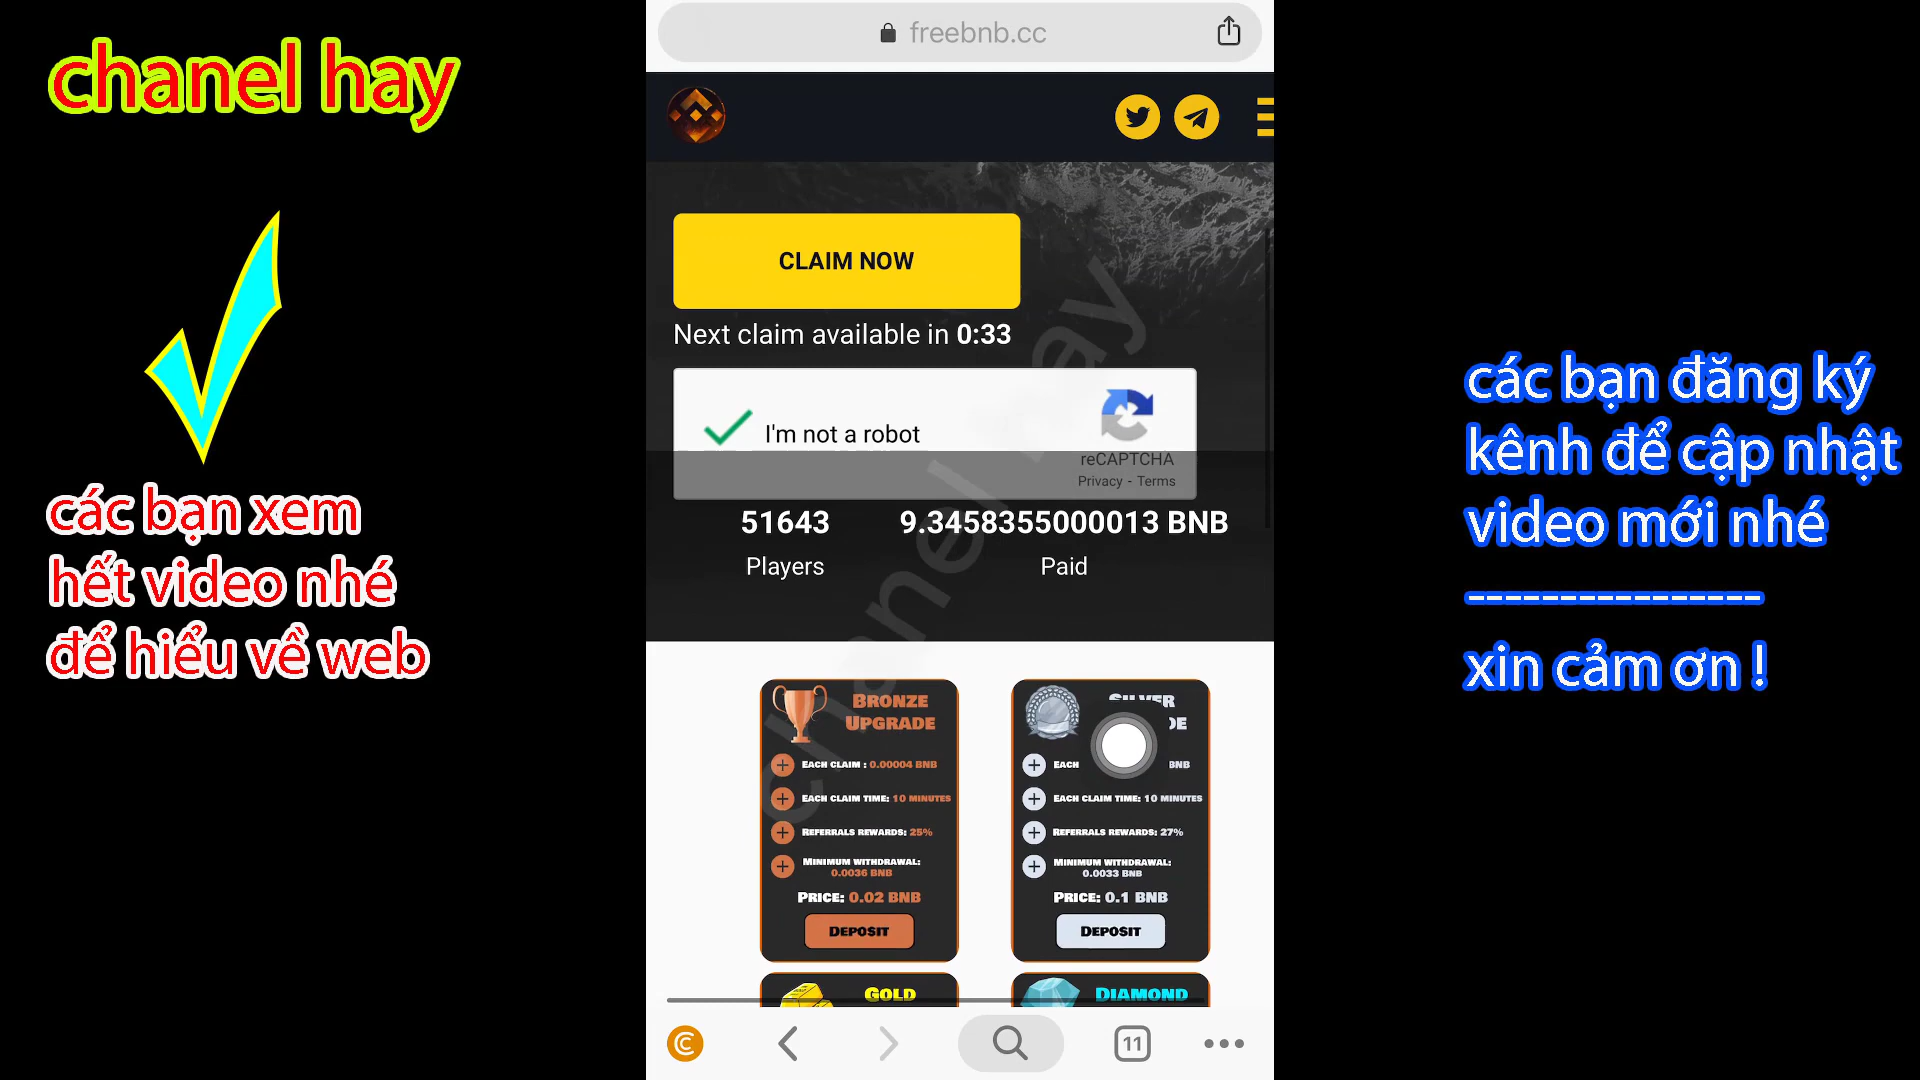 chanel hay
các bạn xem
hết video nhé
để hiểu về web
freebnb.cc
CLAIM NOW
Next claim available in 0:33
I'm not a robot
reCAPTCHA
Privacy - Terms
51643
Players
9.3458355000013 BNB
Paid
chanel hay
BRONZE
UPGRADE
EACH CLAIM : 0.00004 BNB
EACH CLAIM TIME: 10 MINUTES
REFERRALS REWARDS: 25%
MINIMUM WITHDRAWAL:
0.0036 BNB
PRICE: 0.02 BNB
DEPOSIT
EACH BNB
EACH CLAIM TIME: 10 MINUTES
REFERRALS REWARDS: 27%
MINIMUM WITHDRAWAL:
0.0033 BNB
PRICE: 0.1 BNB
DEPOSIT
GOLD
DIAMOND
11
các bạn đăng ký
kênh để cập nhật
video mới nhé
----------------
xin cảm ơn !